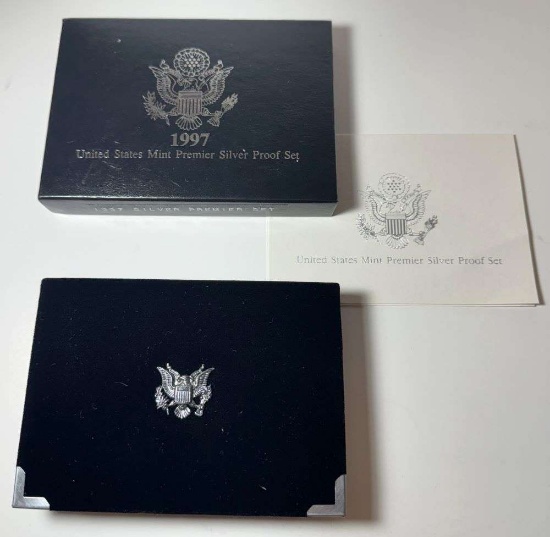 1997
United States Mint Premier Silver Proof Set
1997 SILVER PREMIER SET
United States Mint Premier Silver Proof Set